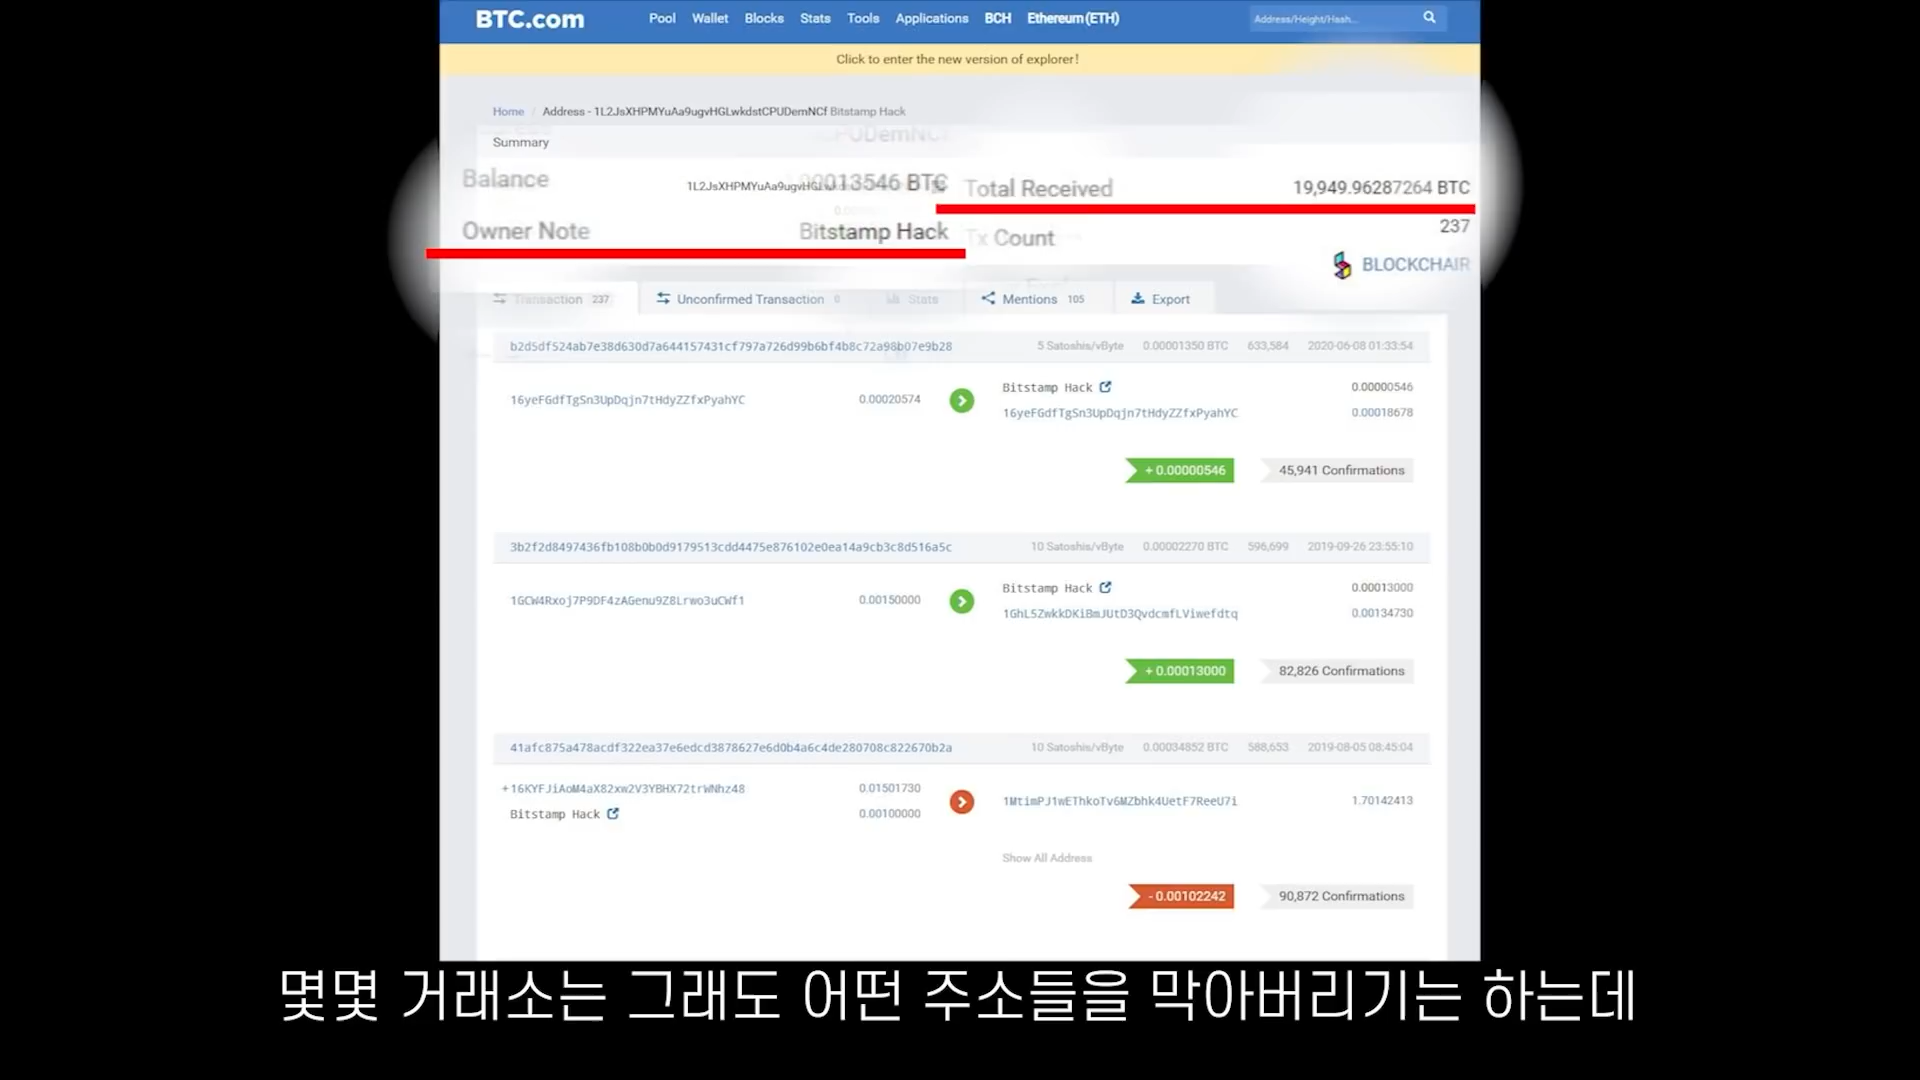 BTC.com Pool Wallet Blocks Stats Tools Applications BCH Ethereum(ETH) Address/Height/Hash...
Click to enter the new version of explorer!
Home / Address - 1L2JsXHPMYuAa9ugvHGLwkdstCPUDemNCf Bitstamp Hack
Summary
Balance 00013546 BTC
Total Received 19,949.96287264 BTC
Owner Note Bitstamp Hack
Tx Count 237
BLOCKCHAIR
Transaction 237 Unconfirmed Transaction 0 Stats Mentions 105 Export
b2d5df524ab7e38d630d7a644157431cf797a726d99b6bf4b8c72a98b07e9b28 5 Satoshis/vByte 0.00001350 BTC 633,584 2020-06-08 01:33:54
Bitstamp Hack 0.00000546
16yeFGdfTgSn3UpDqjn7tHdyZZfxPyahYC 0.00020574
16yeFGdfTgSn3UpDqjn7tHdyZZfxPyahYC 0.00018678
+ 0.00000546 45,941 Confirmations
3b2f2d8497436fb108b0b0d9179513cdd4475e876102e0ea14a9cb3c8d516a5c 10 Satoshis/vByte 0.00002270 BTC 596,699 2019-09-26 23:55:10
Bitstamp Hack 0.00013000
1GCW4Rxoj7P9DF4zAGenu9Z8Lrwo3uCWf1 0.00150000
1GhL5ZwkkDKiBmJUtD3QvdcmfLViwefdtq 0.00134730
+ 0.00013000 82,826 Confirmations
41afc875a478acdf322ea37e6edcd3878627e6d0b4a6c4de280708c822670b2a 10 Satoshis/vByte 0.00034852 BTC 588,653 2019-08-05 08:45:04
+16KYFJiAoM4aX82xw2V3YBHX72trWNhz48 0.01501730
1MtimPJ1wEThkoTv6MZbhk4UetF7ReeU7i 1.70142413
Bitstamp Hack 0.00100000
Show All Address
- 0.00102242 90,872 Confirmations
몇몇 거래소는 그래도 어떤 주소들을 막아버리기는 하는데